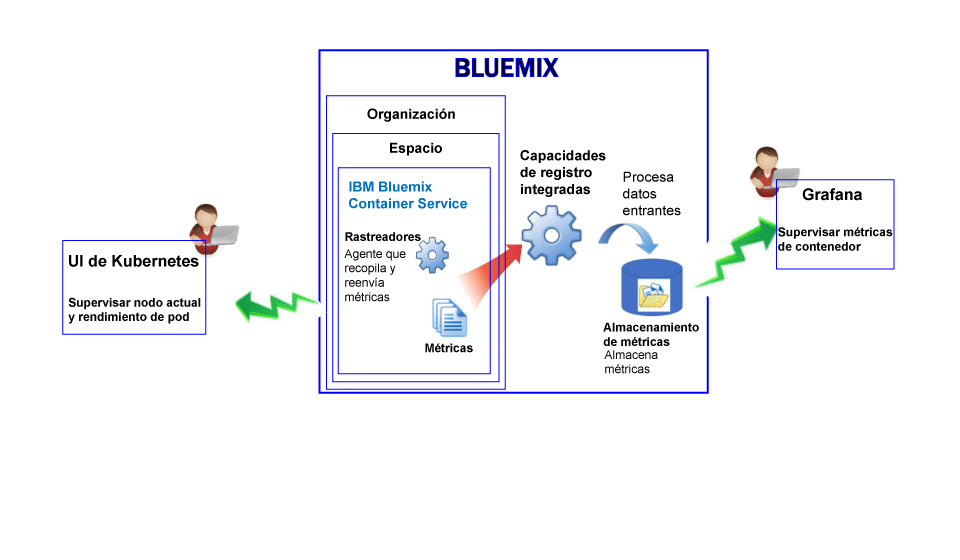 BLUEMIX
Organización
Espacio
IBM Bluemix
Container Service
Rastreadores
Agente que
recopila y
reenvía
métricas
Métricas
Capacidades
de registro
integradas
Procesa
datos
entrantes
Almacenamiento
de métricas
Almacena
métricas
UI de Kubernetes
Supervisar nodo actual
y rendimiento de pod
Grafana
Supervisar métricas
de contenedor